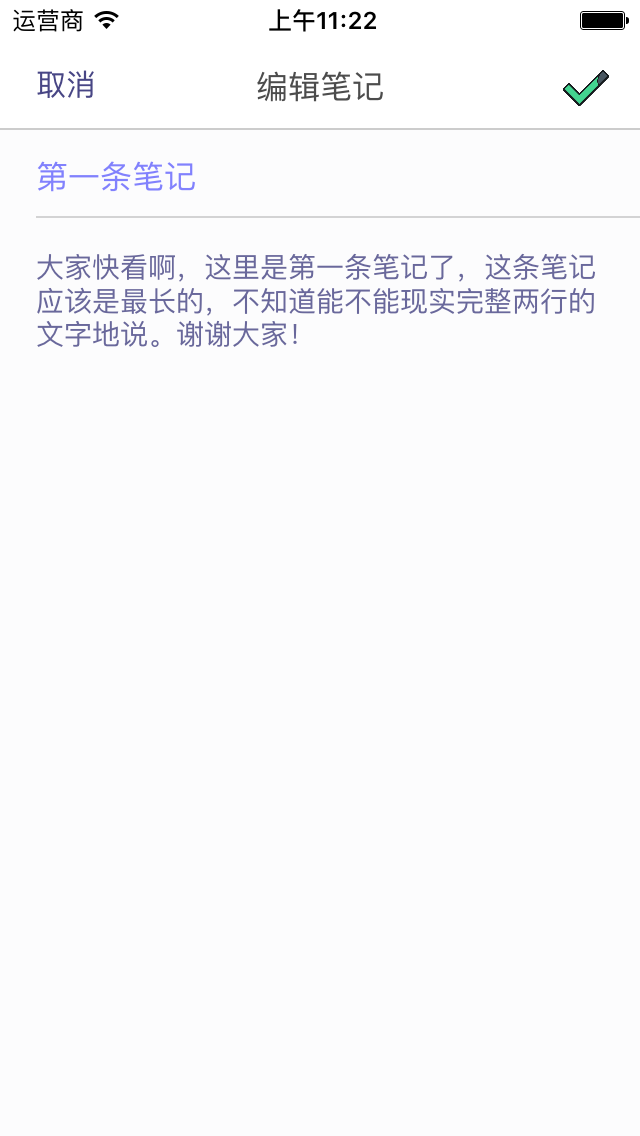 运营商 上午11:22
取消 编辑笔记
第一条笔记
大家快看啊，这里是第一条笔记了，这条笔记
应该是最长的，不知道能不能现实完整两行的
文字地说。谢谢大家！